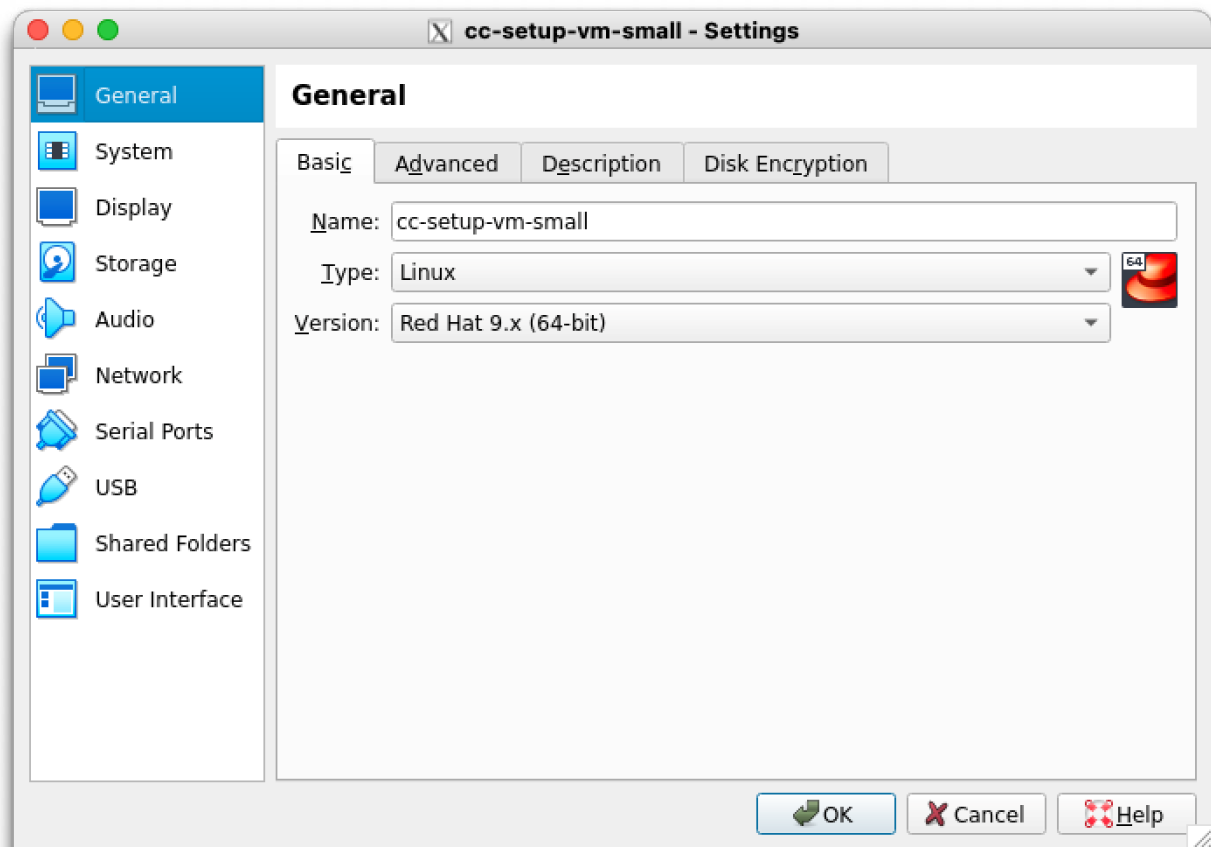 cc-setup-vm-small - Settings
General
System
Display
Storage
Audio
Network
Serial Ports
USB
Shared Folders
User Interface
General
Basic Advanced Description Disk Encryption
Name: cc-setup-vm-small
Type: Linux
64
Version: Red Hat 9.x (64-bit)
OK Cancel Help